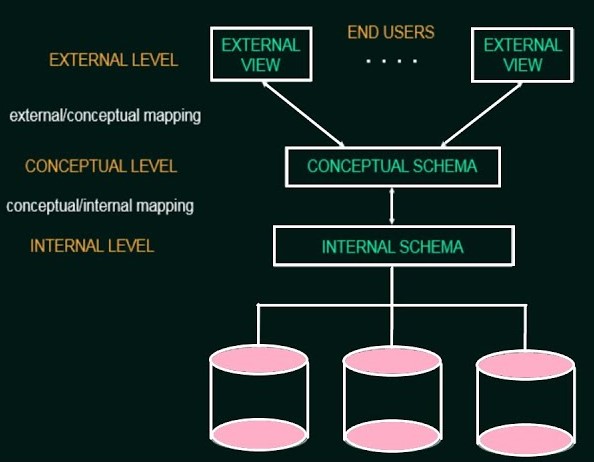 END USERS
EXTERNAL LEVEL
EXTERNAL
VIEW
. . . .
EXTERNAL
VIEW
external/conceptual mapping
CONCEPTUAL LEVEL
CONCEPTUAL SCHEMA
conceptual/internal mapping
INTERNAL LEVEL
INTERNAL SCHEMA